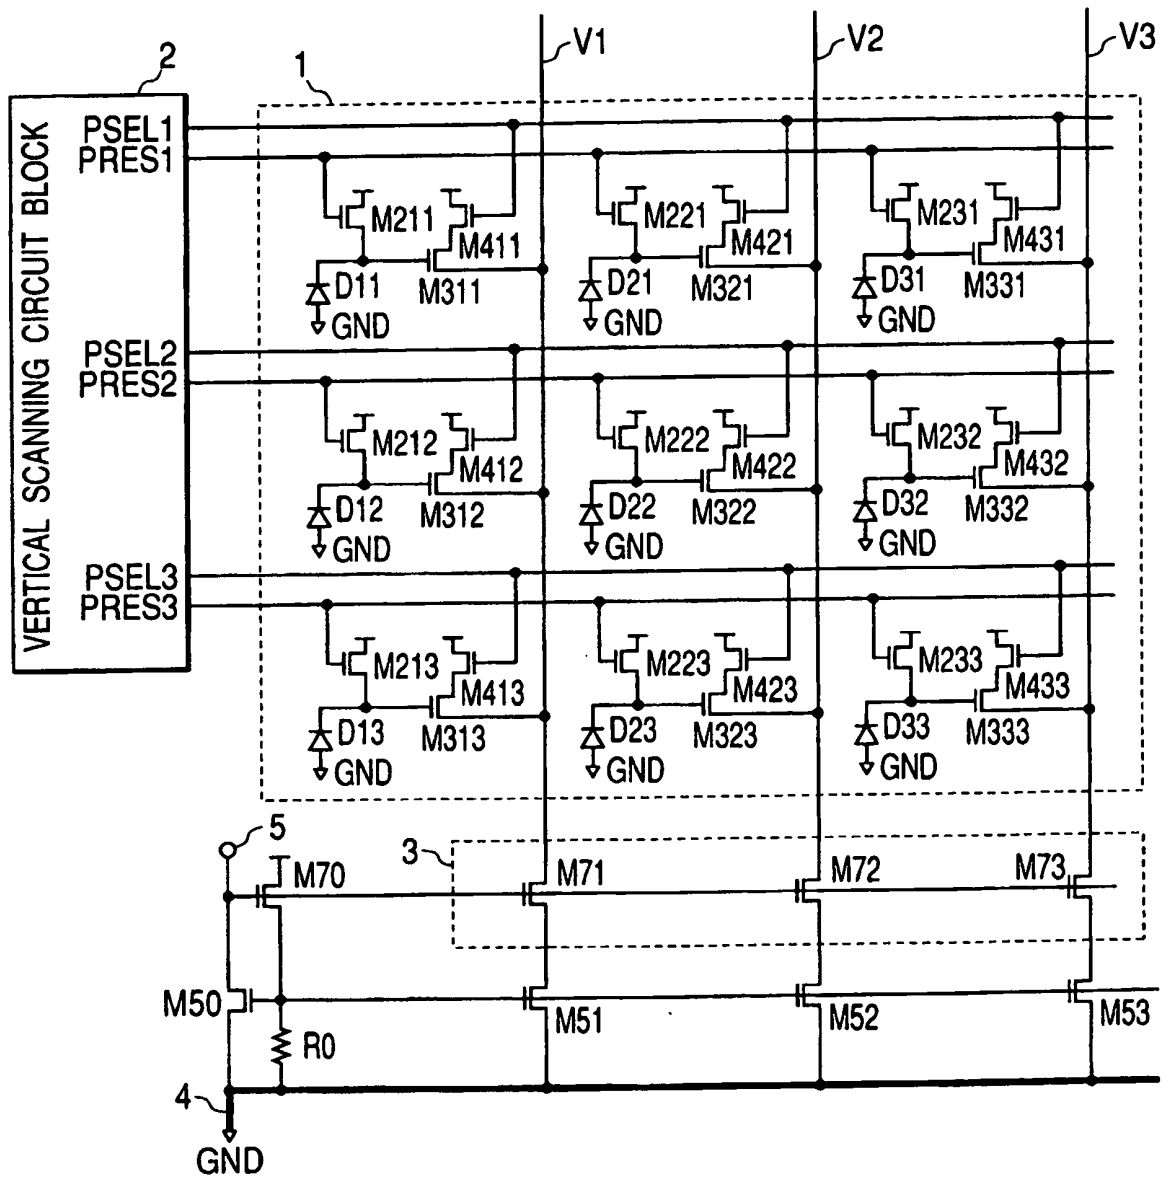 V1 V2 V3
2 1
VERTICAL SCANNING CIRCUIT BLOCK
PSEL1
PRES1
M211 M411 M221 M421 M231 M431
D11 M311 D21 M321 D31 M331
GND GND GND
PSEL2
PRES2
M212 M412 M222 M422 M232 M432
D12 M312 D22 M322 D32 M332
GND GND GND
PSEL3
PRES3
M213 M413 M223 M423 M233 M433
D13 M313 D23 M323 D33 M333
GND GND GND
5 3
M70 M71 M72 M73
M50 M51 M52 M53
R0
4
GND